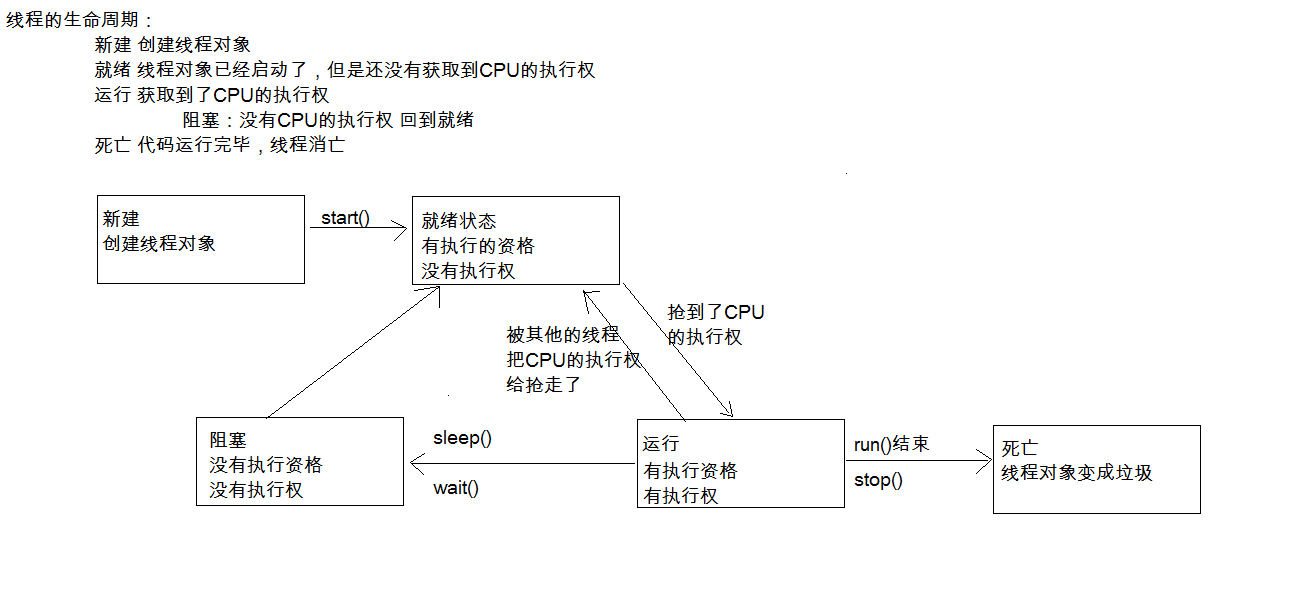 线程的生命周期：
新建 创建线程对象
就绪 线程对象已经启动了，但是还没有获取到CPU的执行权
运行 获取到了CPU的执行权
阻塞：没有CPU的执行权 回到就绪
死亡 代码运行完毕，线程消亡
新建
创建线程对象
start()
就绪状态
有执行的资格
没有执行权
抢到了CPU
的执行权
被其他的线程
把CPU的执行权
给抢走了
阻塞
没有执行资格
没有执行权
sleep()
wait()
运行
有执行资格
有执行权
run()结束
stop()
死亡
线程对象变成垃圾